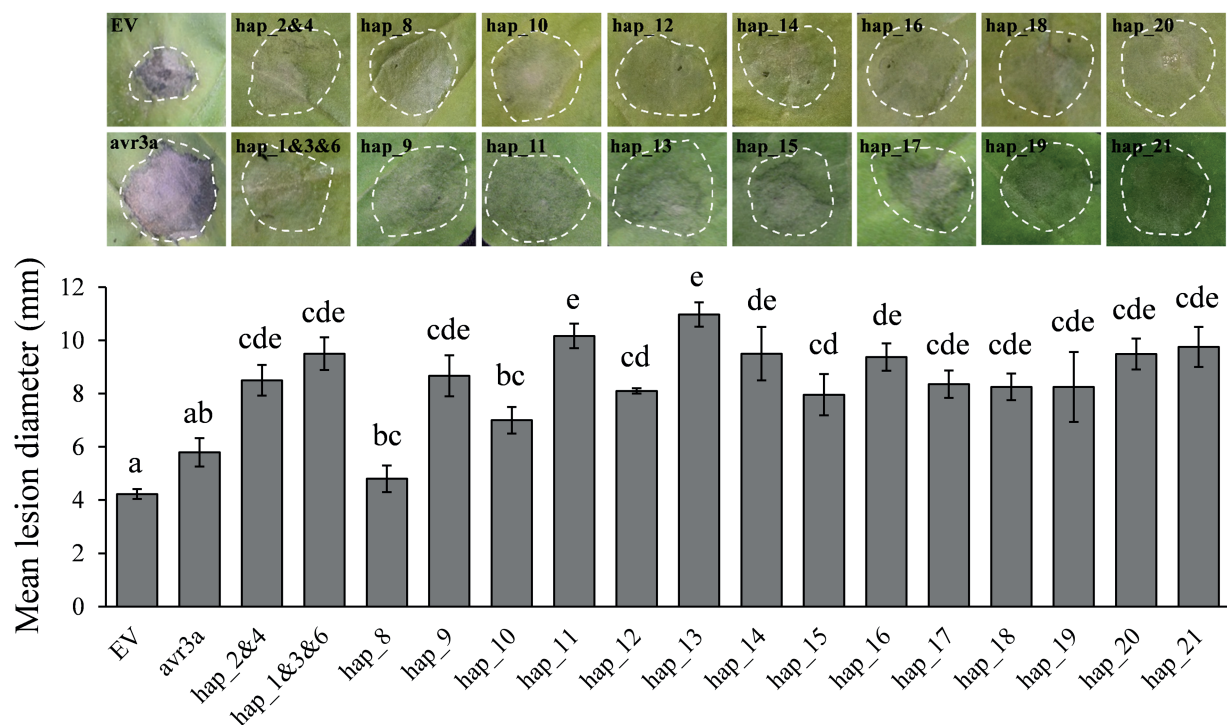 EV hap_2&4 hap_8 hap_10 hap_12 hap_14 hap_16 hap_18 hap_20
avr3a hap_1&3&6 hap_9 hap_11 hap_13 hap_15 hap_17 hap_19 hap_21
Mean lesion diameter (mm)
12
10
8
6
4
2
0
a ab cde cde bc cde bc e cd e de cd de cde cde cde cde cde
EV avr3a hap_2&4 hap_1&3&6 hap_8 hap_9 hap_10 hap_11 hap_12 hap_13 hap_14 hap_15 hap_16 hap_17 hap_18 hap_19 hap_20 hap_21